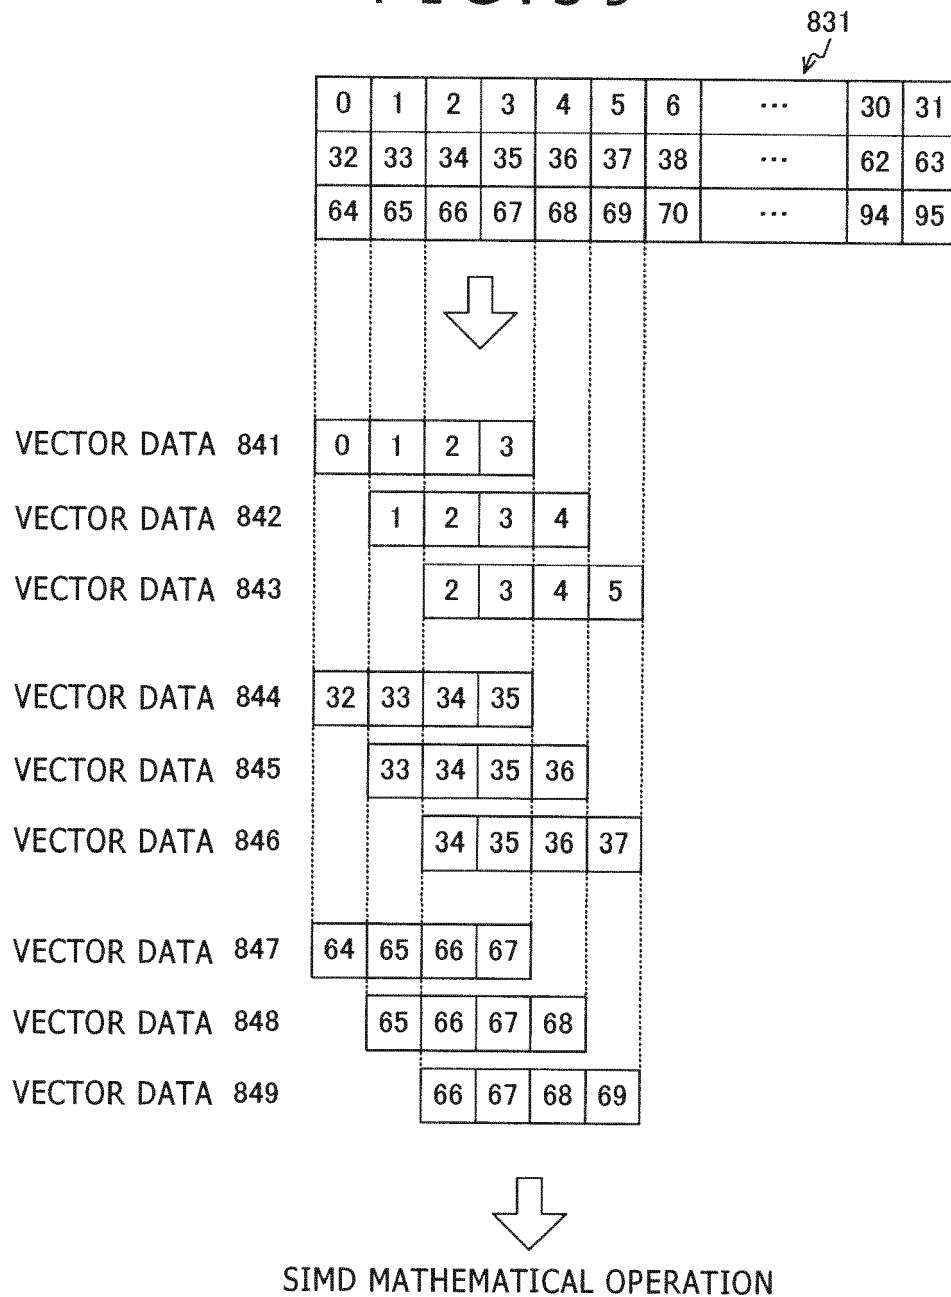 831
0 1 2 3 4 5 6 ... 30 31
32 33 34 35 36 37 38 ... 62 63
64 65 66 67 68 69 70 ... 94 95
VECTOR DATA 841 0 1 2 3
VECTOR DATA 842 1 2 3 4
VECTOR DATA 843 2 3 4 5
VECTOR DATA 844 32 33 34 35
VECTOR DATA 845 33 34 35 36
VECTOR DATA 846 34 35 36 37
VECTOR DATA 847 64 65 66 67
VECTOR DATA 848 65 66 67 68
VECTOR DATA 849 66 67 68 69
SIMD MATHEMATICAL OPERATION